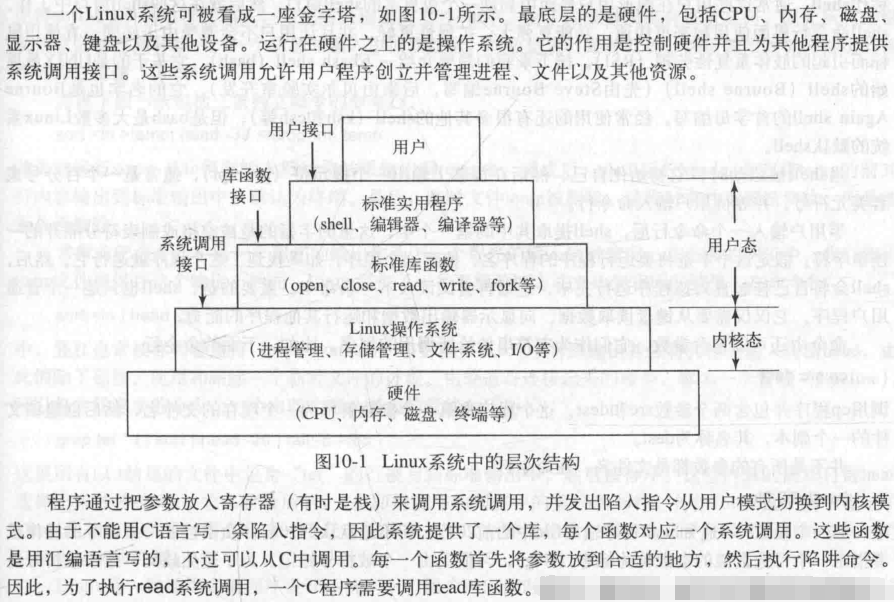 一个Linux系统可被看成一座金字塔，如图10-1所示。最底层的是硬件，包括CPU、内存、磁盘、
显示器、键盘以及其他设备。运行在硬件之上的是操作系统。它的作用是控制硬件并且为其他程序提供
系统调用接口。这些系统调用允许用户程序创立并管理进程、文件以及其他资源。
用户接口
用户
库函数
接口
标准实用程序
（shell、编辑器、编译器等）
系统调用
接口
标准库函数
（open、close、read、write、fork等）
用户态
Linux操作系统
（进程管理、存储管理、文件系统、I/O等）
内核态
硬件
（CPU、内存、磁盘、终端等）
图10-1 Linux系统中的层次结构
程序通过把参数放入寄存器（有时是栈）来调用系统调用，并发出陷入指令从用户模式切换到内核模
式。由于不能用C语言写一条陷入指令，因此系统提供了一个库，每个函数对应一个系统调用。这些函数
是用汇编语言写的，不过可以从C中调用。每一个函数首先将参数放到合适的地方，然后执行陷阱命令。
因此，为了执行read系统调用，一个C程序需要调用read库函数。